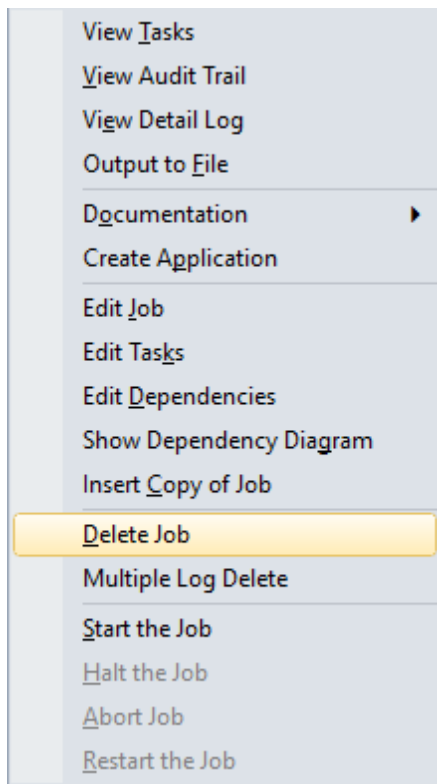 View Tasks
View Audit Trail
View Detail Log
Output to File
Documentation
Create Application
Edit Job
Edit Tasks
Edit Dependencies
Show Dependency Diagram
Insert Copy of Job
Delete Job
Multiple Log Delete
Start the Job
Halt the Job
Abort Job
Restart the Job